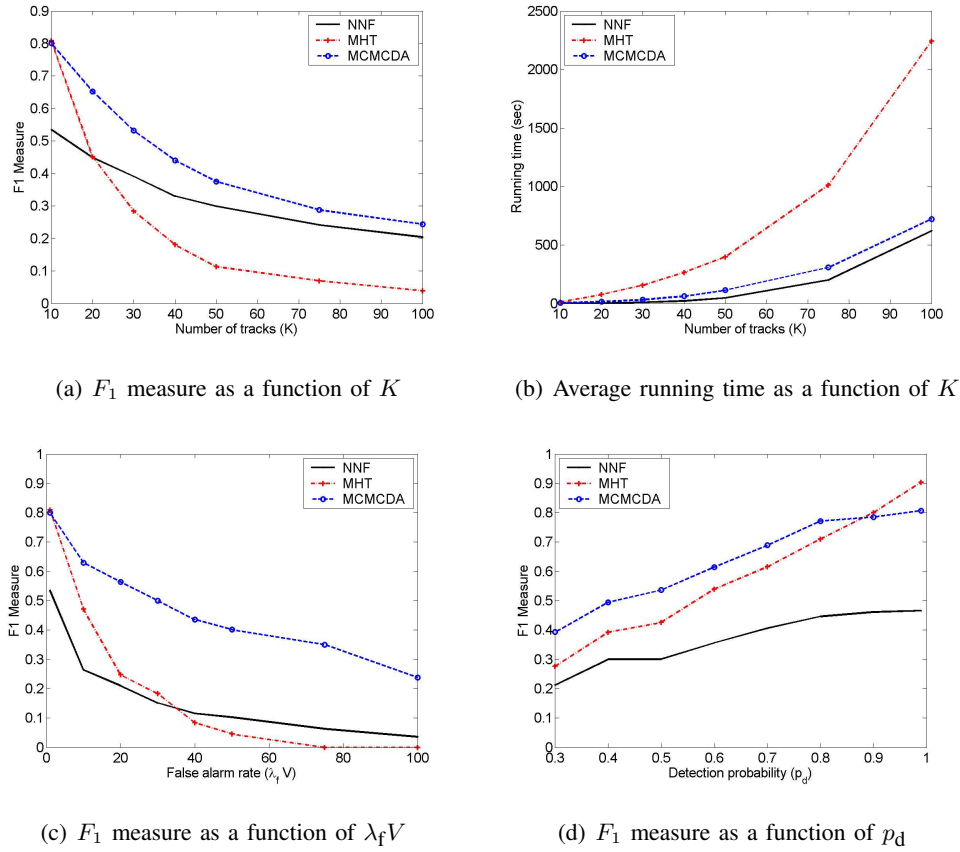 NNF
MHT
MCMCDA
0.9
0.8
0.7
0.6
0.5
0.4
0.3
0.2
0.1
0
F1 Measure
10 20 30 40 50 60 70 80 90 100
Number of tracks (K)
(a) F₁ measure as a function of K
NNF
MHT
MCMCDA
2500
2000
1500
1000
500
0
Running time (sec)
10 20 30 40 50 60 70 80 90 100
Number of tracks (K)
(b) Average running time as a function of K
NNF
MHT
MCMCDA
1
0.9
0.8
0.7
0.6
0.5
0.4
0.3
0.2
0.1
0
F1 Measure
0 20 40 60 80 100
False alarm rate (λ_f V)
(c) F₁ measure as a function of λ_f V
NNF
MHT
MCMCDA
1
0.9
0.8
0.7
0.6
0.5
0.4
0.3
0.2
0.1
0
F1 Measure
0.3 0.4 0.5 0.6 0.7 0.8 0.9 1
Detection probability (p_d)
(d) F₁ measure as a function of p_d